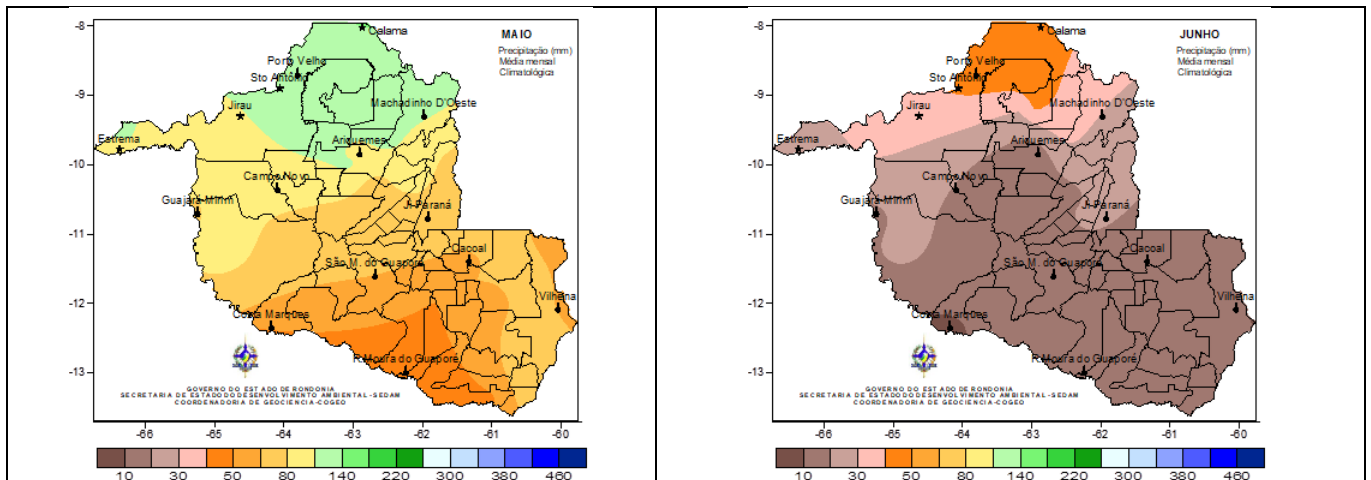 MAIO
Precipitação (mm)
Média mensal
Climatológica
-8
-9
-10
-11
-12
-13
Calama
Porto Velho
Sto Antônio
Jirau
Machadinho D'Oeste
Estrema
Ariquemes
Campo Novo
Guajará-Mirim
Ji Paraná
Cacoal
São M. do Guaporé
Vilhena
Costa Marques
R.Moura do Guaporé
GOVERNO DO ESTADO DE RONDONIA
SECRETARIA DE ESTADODODESENVOLVIMENTO AMBIENTAL-SEDAM
COORDENADORIA DE GEOCIENCIA-COGEO
-66 -65 -64 -63 -62 -61 -60
10 30 50 80 140 220 300 380 460
JUNHO
Precipitação (mm)
Média mensal
Climatológica
-8
-9
-10
-11
-12
-13
Calama
Porto Velho
Sto Antônio
Jirau
Machadinho D'Oeste
Estrema
Ariquemes
Campo Novo
Guajará-Mirim
Ji Paraná
Cacoal
São M. do Guaporé
Vilhena
Costa Marques
R.Moura do Guaporé
GOVERNO DO ESTADO DE RONDONIA
SECRETARIA DE ESTADODODESENVOLVIMENTO AMBIENTAL-SEDAM
COORDENADORIA DE GEOCIENCIA-COGEO
-66 -65 -64 -63 -62 -61 -60
10 30 50 80 140 220 300 380 460